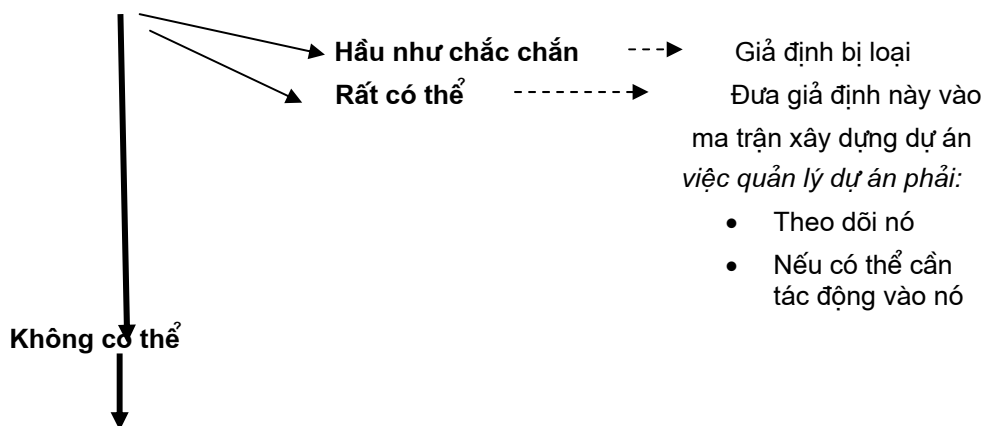 Hầu như chắc chắn
Giả định bị loại
Rất có thể
Đưa giả định này vào
ma trận xây dựng dự án
việc quản lý dự án phải:
• Theo dõi nó
• Nếu có thể cần
tác động vào nó
Không có thể